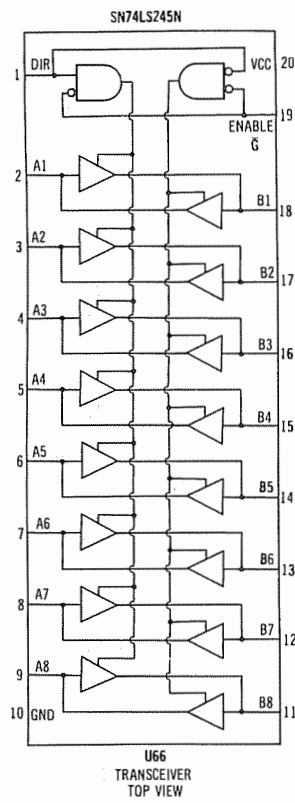 SN74LS245N
1 DIR VCC 20
19
ENABLE
G̅
2 A1
B1 18
3 A2
B2 17
4 A3
B3 16
5 A4
B4 15
6 A5
B5 14
7 A6
B6 13
8 A7
B7 12
9 A8
10 GND B8 11
U66
TRANSCEIVER
TOP VIEW